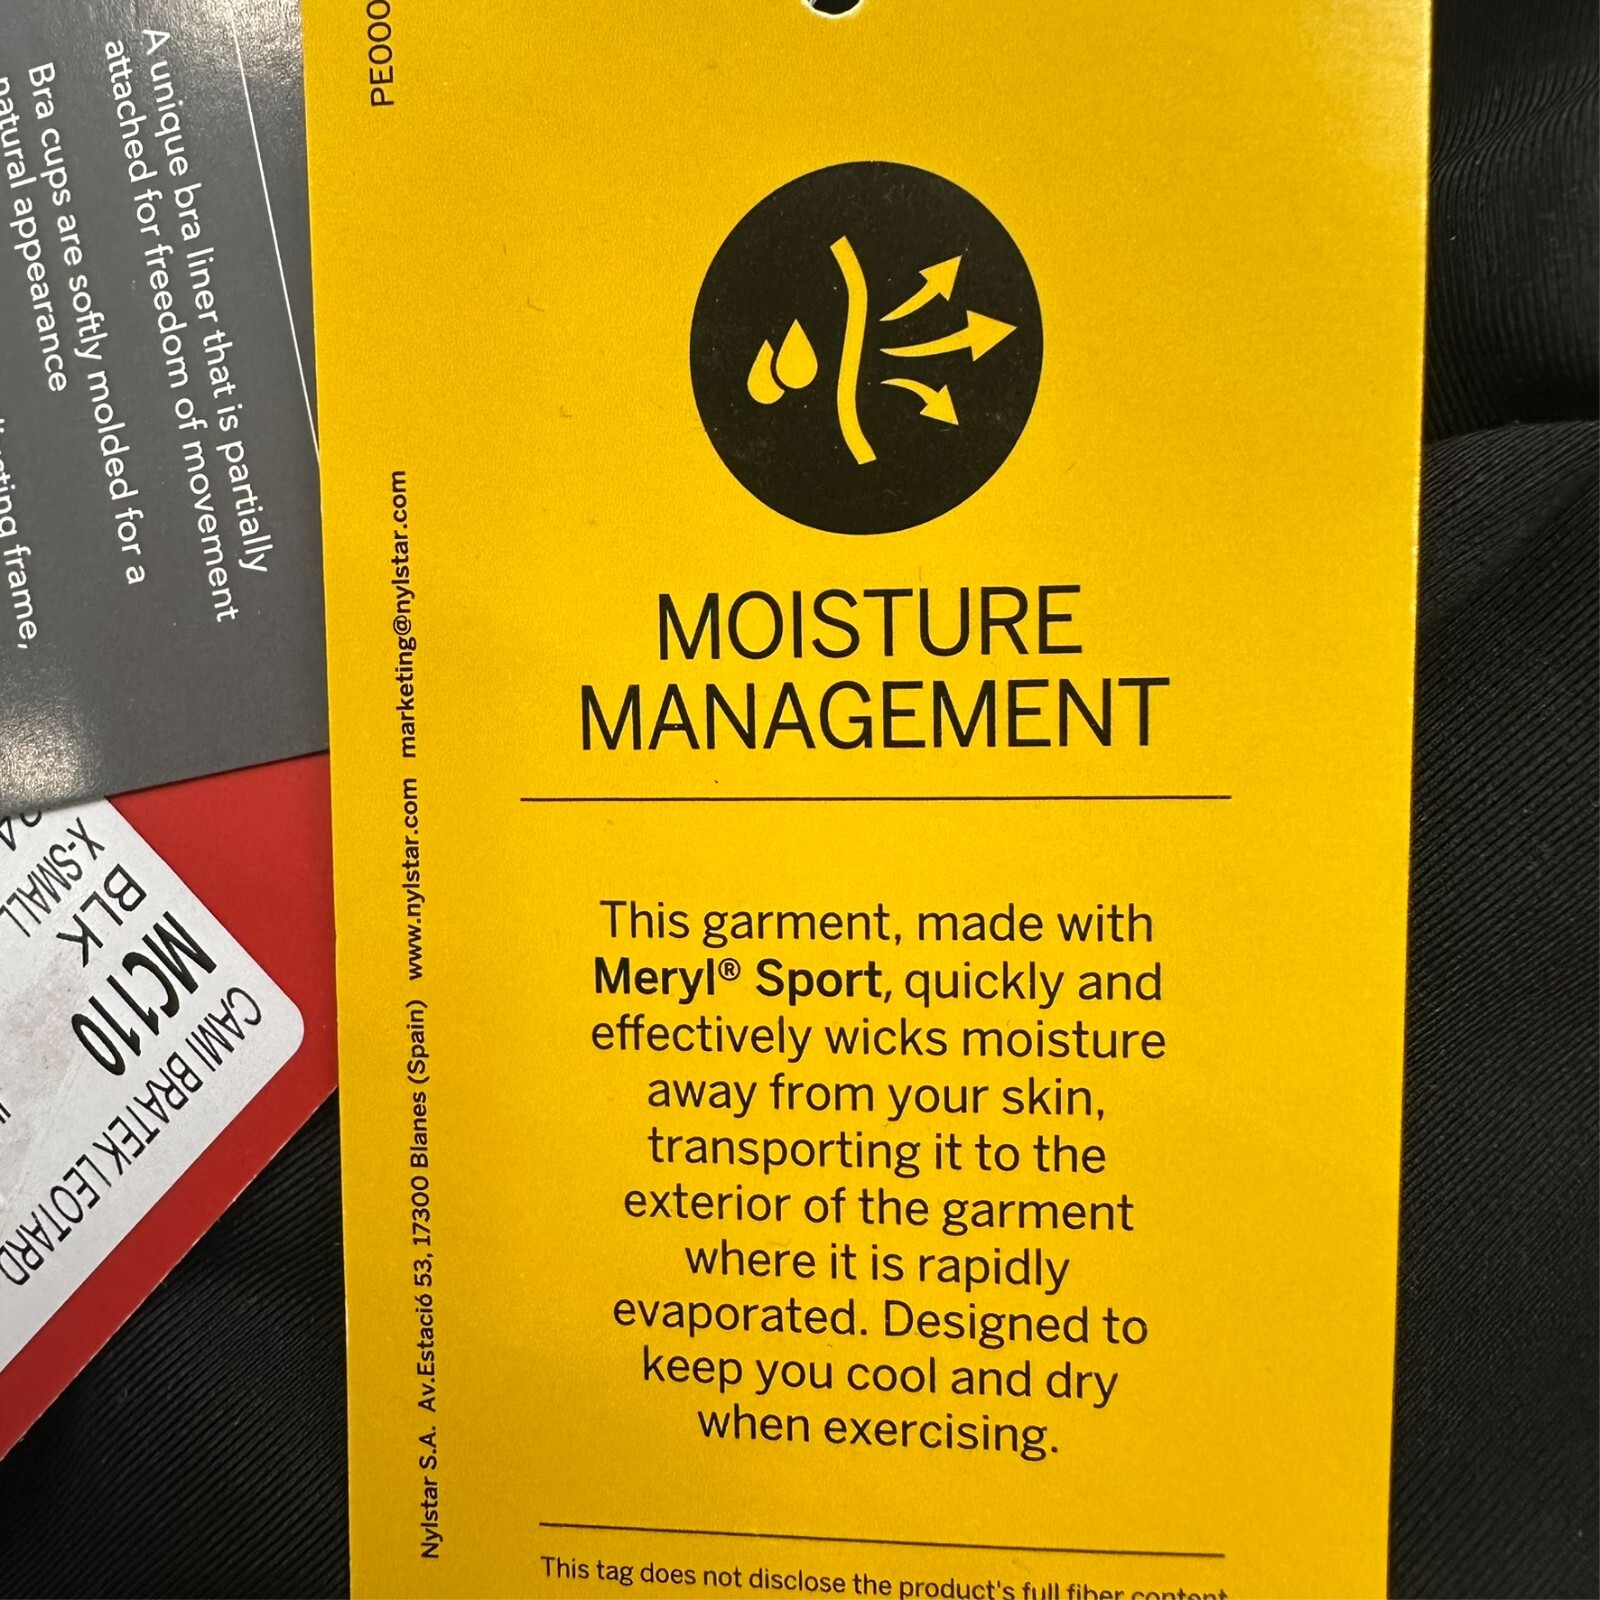 PE000
MOISTURE
MANAGEMENT
This garment, made with
Meryl® Sport, quickly and
effectively wicks moisture
away from your skin,
transporting it to the
exterior of the garment
where it is rapidly
evaporated. Designed to
keep you cool and dry
when exercising.
This tag does not disclose the product's full fiber content
Nylstar S.A. Av.Estació 53, 17300 Blanes (Spain) www.nylstar.com marketing@nylstar.com
A unique bra liner that is partially
attached for freedom of movement
Bra cups are softly molded for a
natural appearance
frame,
CAMI BRATEK LEOTARD
MC110
BLK
X-SMALL